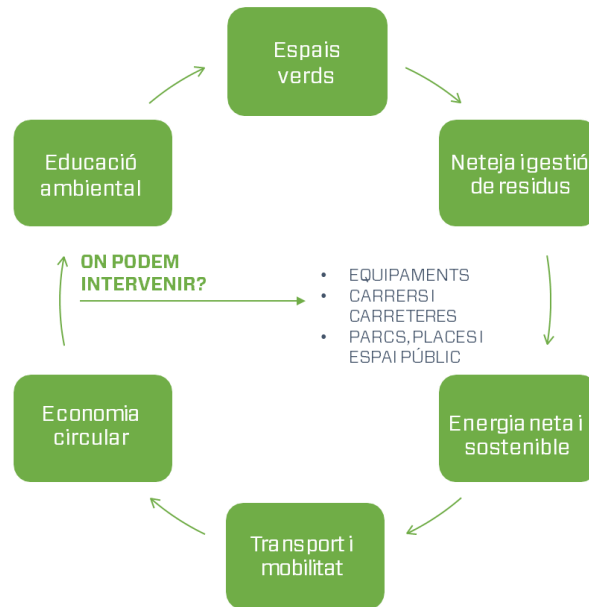 Espais
verds
Educació
ambiental
Neteja i gestió
de residus
ON PODEM
INTERVENIR?
• EQUIPAMENTS
• CARRERS I
CARRETERES
• PARCS, PLACES I
ESPAI PÚBLIC
Economia
circular
Energia neta i
sostenible
Transport i
mobilitat